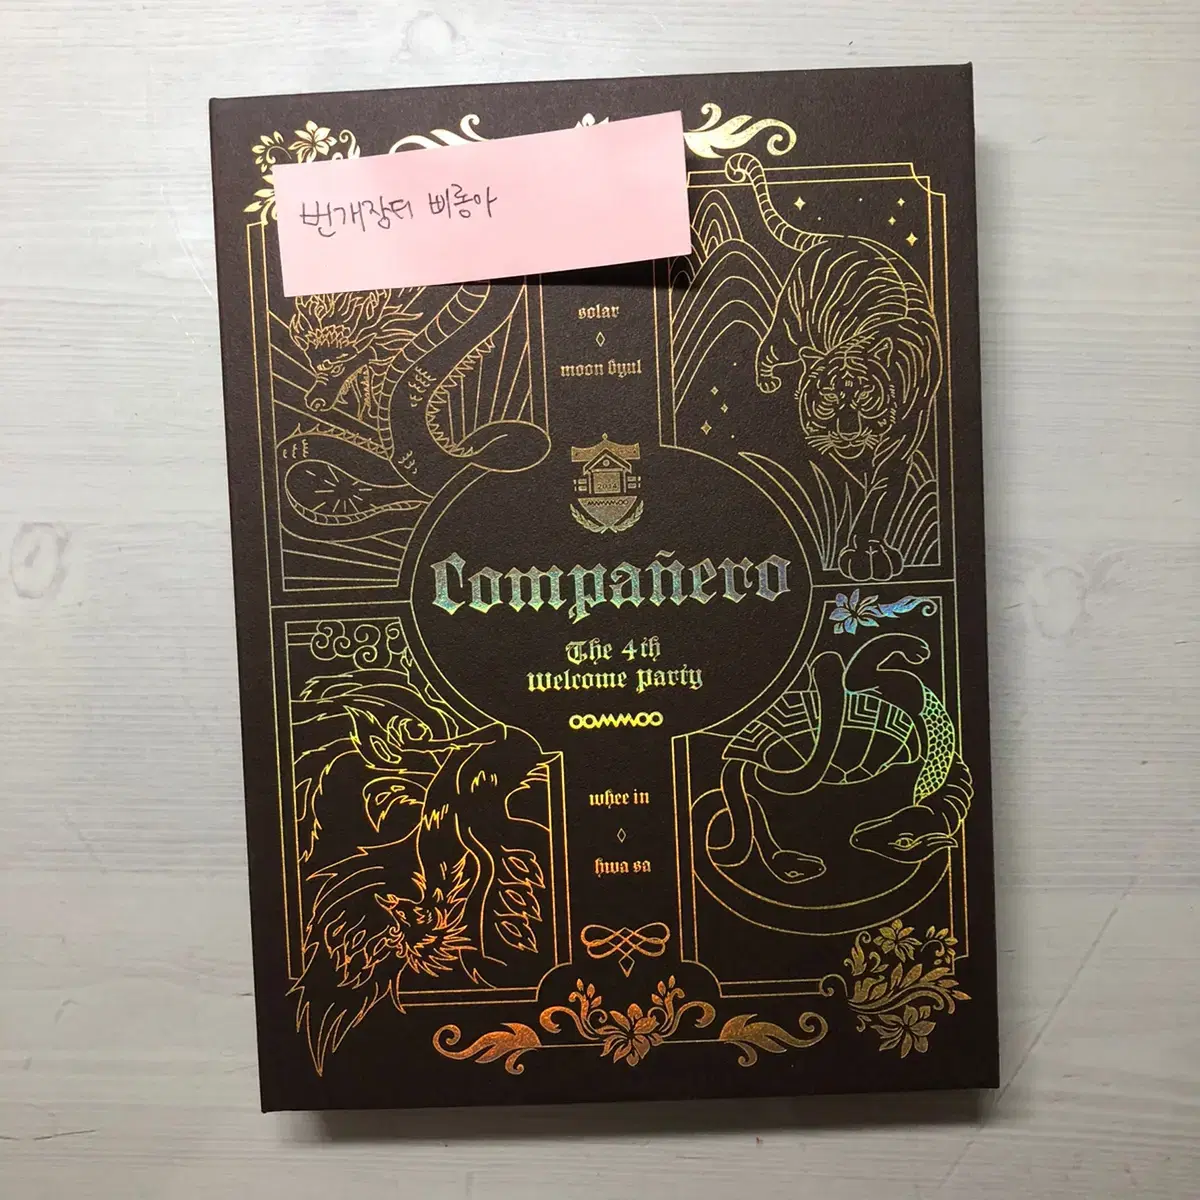 번개장터 삐롱아
solar
moon byul
2014
MAMAMOO
Compañero
The 4th
Welcome Party
whee in
hwa sa